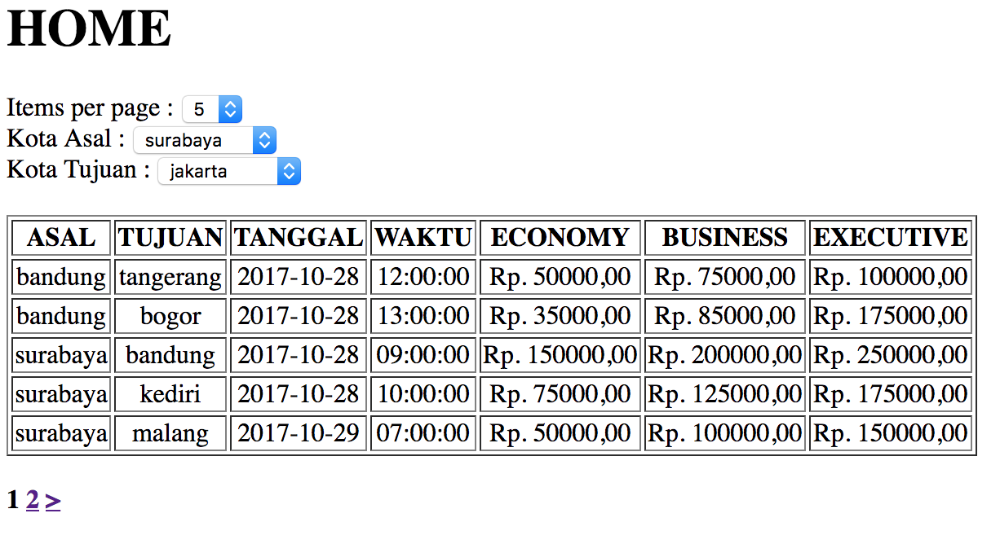 HOME
Items per page : 5
Kota Asal : surabaya
Kota Tujuan : jakarta
ASAL TUJUAN TANGGAL WAKTU ECONOMY BUSINESS EXECUTIVE
bandung tangerang 2017-10-28 12:00:00 Rp. 50000,00 Rp. 75000,00 Rp. 100000,00
bandung bogor 2017-10-28 13:00:00 Rp. 35000,00 Rp. 85000,00 Rp. 175000,00
surabaya bandung 2017-10-28 09:00:00 Rp. 150000,00 Rp. 200000,00 Rp. 250000,00
surabaya kediri 2017-10-28 10:00:00 Rp. 75000,00 Rp. 125000,00 Rp. 175000,00
surabaya malang 2017-10-29 07:00:00 Rp. 50000,00 Rp. 100000,00 Rp. 150000,00
1 2 >